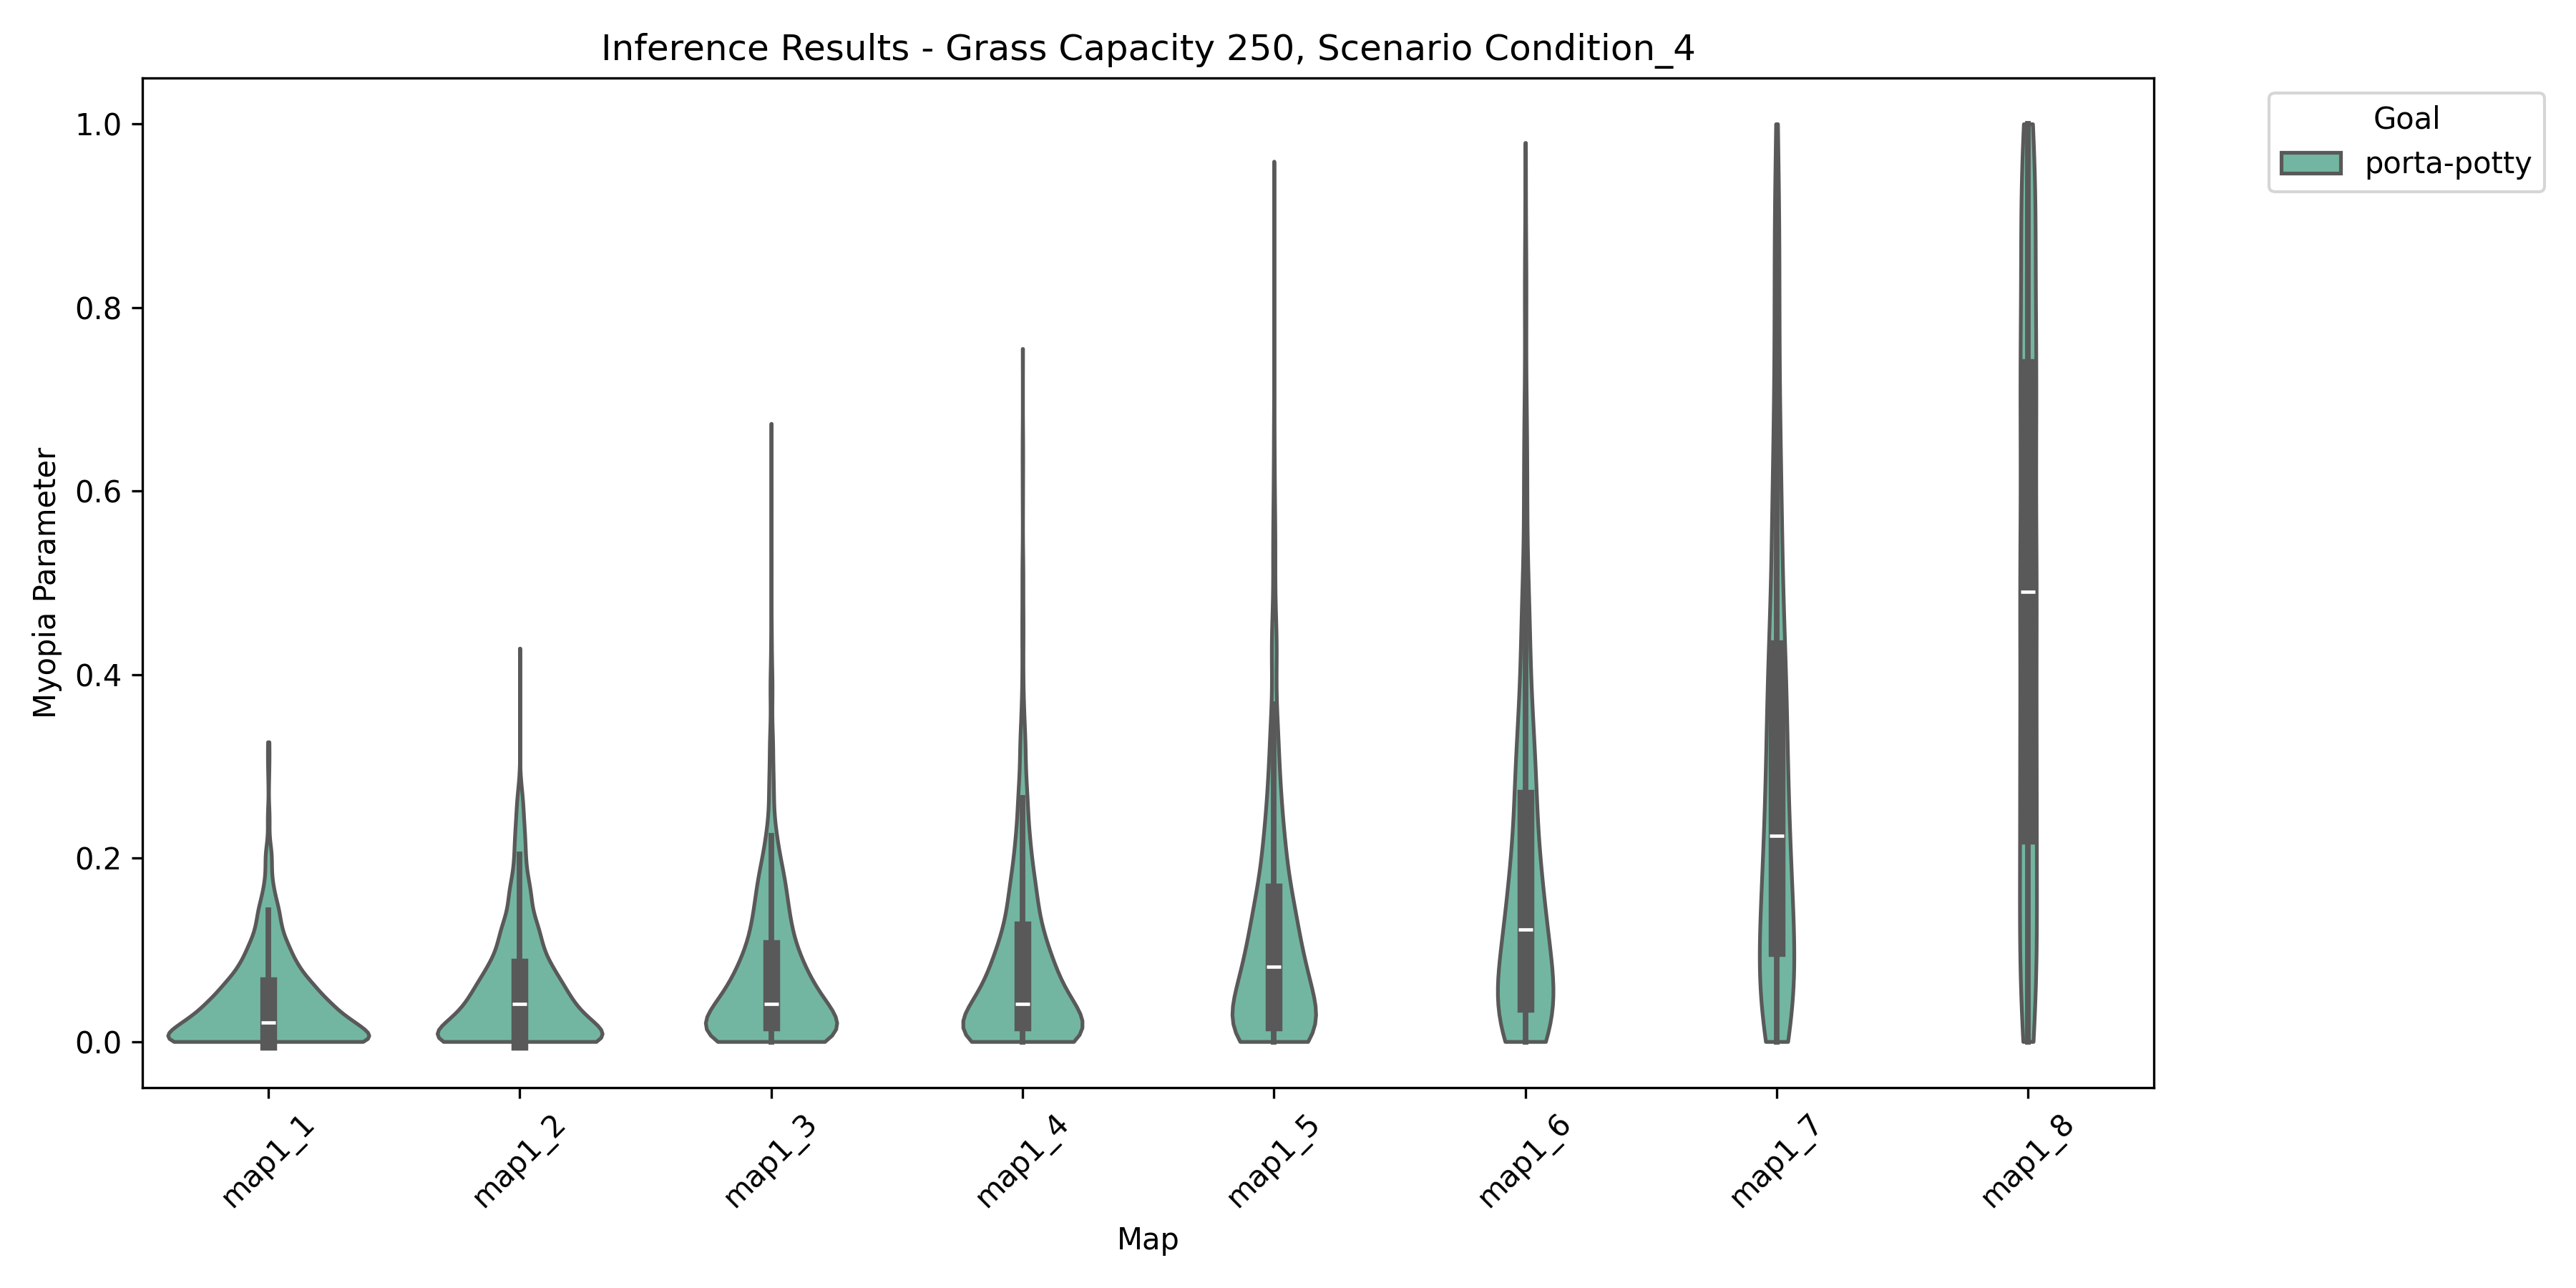 Inference Results - Grass Capacity 250, Scenario Condition_4
Goal
porta-potty
Myopia Parameter
1.0
0.8
0.6
0.4
0.2
0.0
map1_1
map1_2
map1_3
map1_4
map1_5
map1_6
map1_7
map1_8
Map